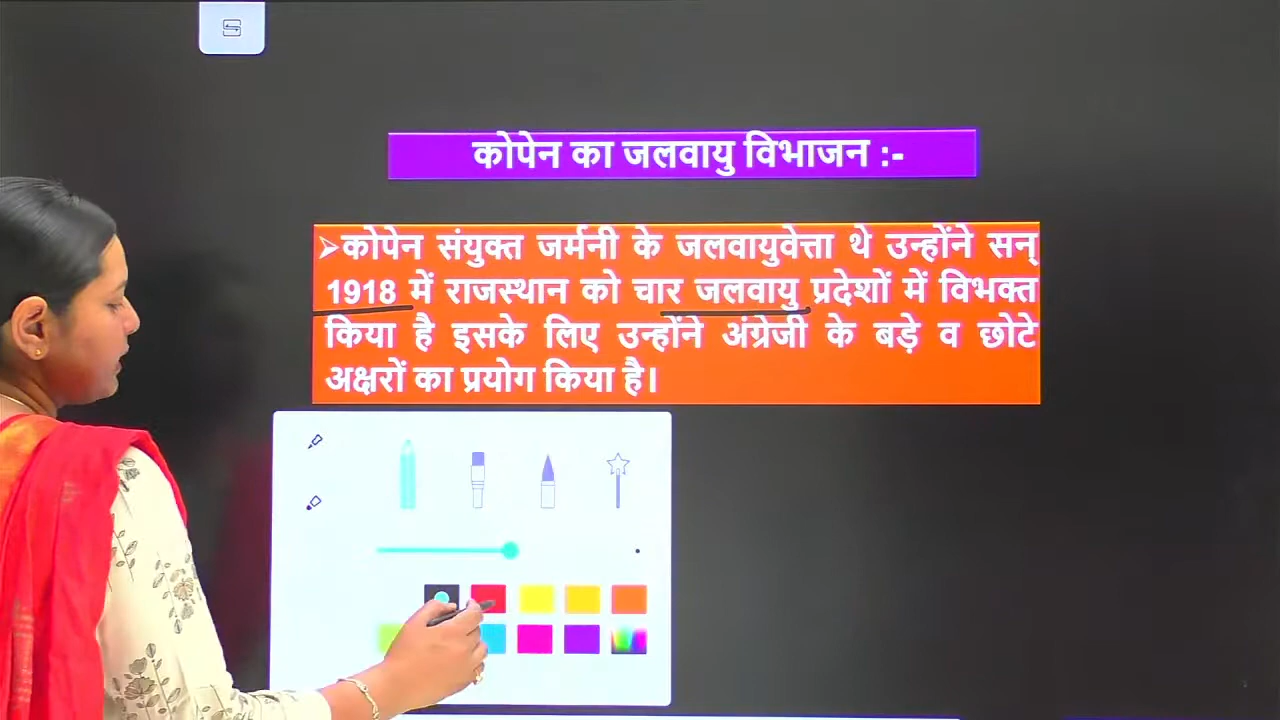 कोपेन का जलवायु विभाजन :-
➢कोपेन संयुक्त जर्मनी के जलवायुवेत्ता थे उन्होंने सन्
1918 में राजस्थान को चार जलवायु प्रदेशों में विभक्त
किया है इसके लिए उन्होंने अंग्रेजी के बड़े व छोटे
अक्षरों का प्रयोग किया है।